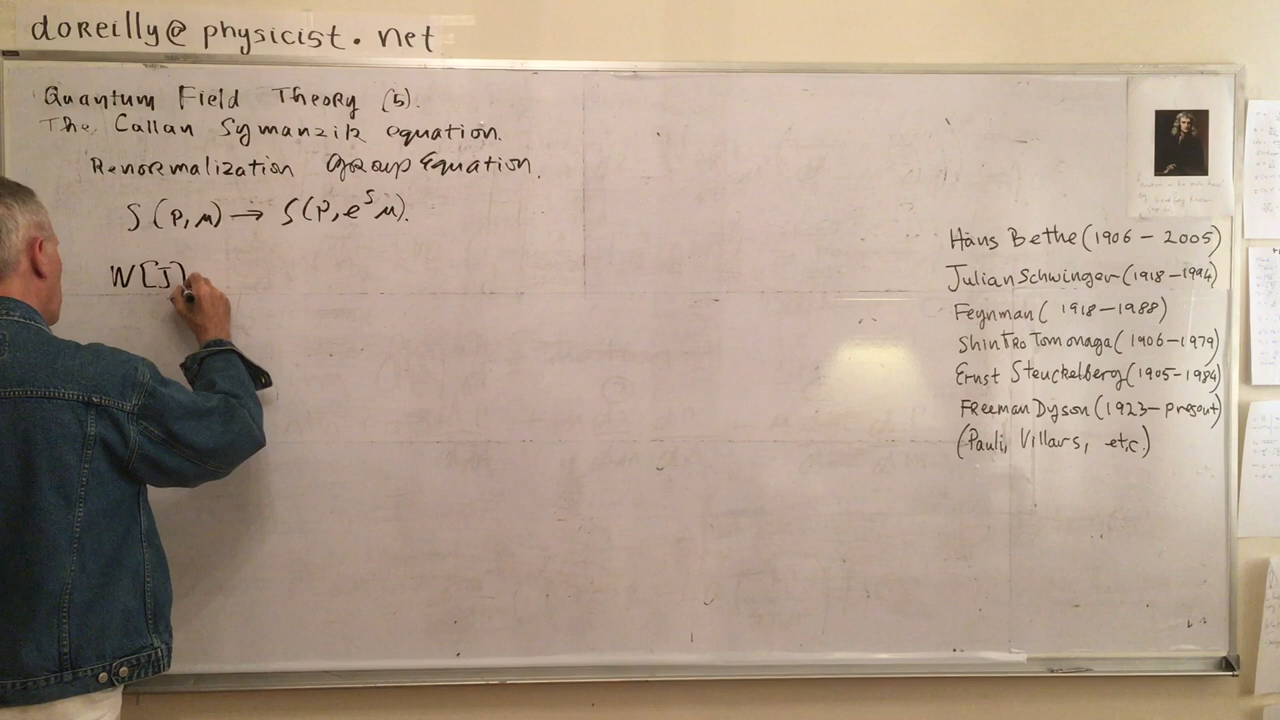 doReilly@physicist.net
Quantum Field Theory (5).
The Callan Symanzik equation.
Renormalization Group Equation.
S(p,μ) → S(p, e^s μ).
W[J]
Hans Bethe (1906 – 2005)
Julian Schwinger (1918 – 1994)
Feynman ( 1918 – 1988)
Shintro Tomonaga ( 1906 – 1979)
Ernst Steuckelberg (1905 – 1984)
Freeman Dyson (1923 – present)
(Pauli, Villars, etc.)